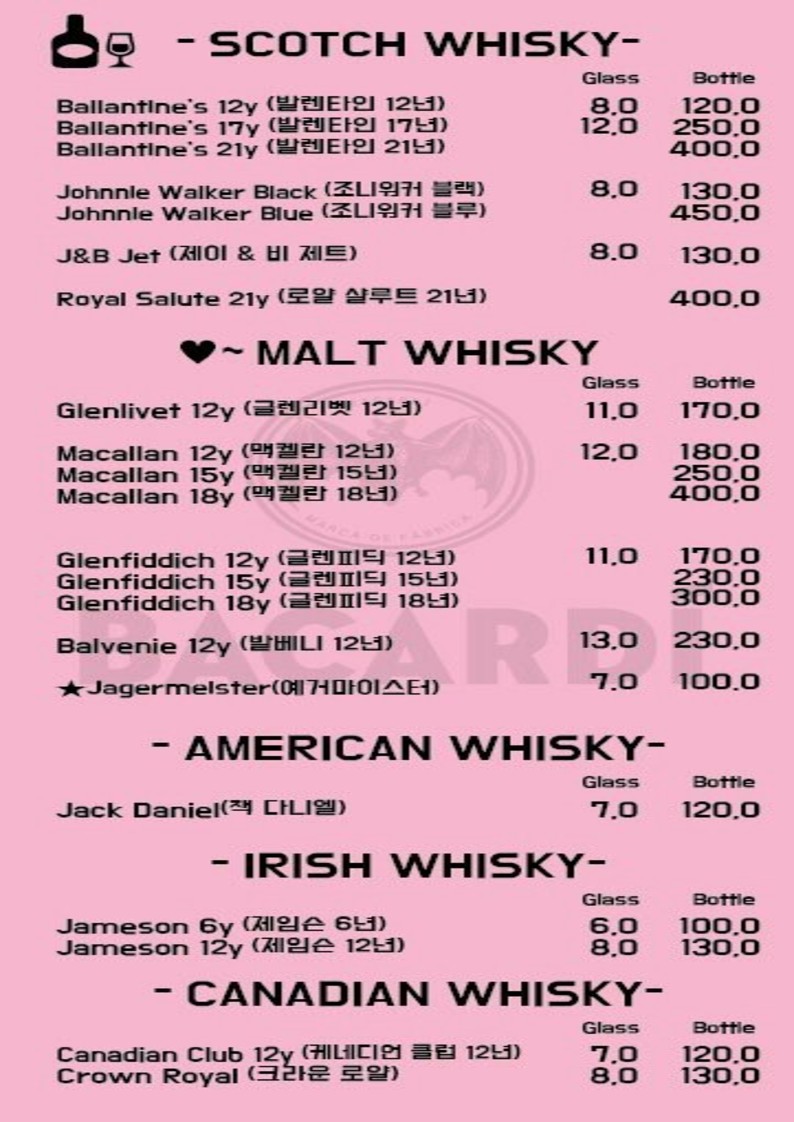 - SCOTCH WHISKY-
Glass Bottle
Ballantine's 12y (발렌타인 12년) 8.0 120.0
Ballantine's 17y (발렌타인 17년) 12.0 250.0
Ballantine's 21y (발렌타인 21년) 400.0
Johnnie Walker Black (조니워커 블랙) 8.0 130.0
Johnnie Walker Blue (조니워커 블루) 450.0
J&B Jet (제이 & 비 제트) 8.0 130.0
Royal Salute 21y (로얄 샬루트 21년) 400.0
♥~ MALT WHISKY
Glass Bottle
Glenlivet 12y (글렌리벳 12년) 11.0 170.0
Macallan 12y (맥켈란 12년) 12.0 180.0
Macallan 15y (맥켈란 15년) 250.0
Macallan 18y (맥켈란 18년) 400.0
MARCA DE FABRICA
Glenfiddich 12y (글렌피딕 12년) 11.0 170.0
Glenfiddich 15y (글렌피딕 15년) 230.0
Glenfiddich 18y (글렌피딕 18년) 300.0
BACARDI
Balvenie 12y (발베니 12년) 13.0 230.0
★Jagermeister(예거마이스터) 7.0 100.0
- AMERICAN WHISKY-
Glass Bottle
Jack Daniel(잭 다니엘) 7.0 120.0
- IRISH WHISKY-
Glass Bottle
Jameson 6y (제임슨 6년) 6.0 100.0
Jameson 12y (제임슨 12년) 8.0 130.0
- CANADIAN WHISKY-
Glass Bottle
Canadian Club 12y (케네디언 클럽 12년) 7.0 120.0
Crown Royal (크라운 로얄) 8.0 130.0